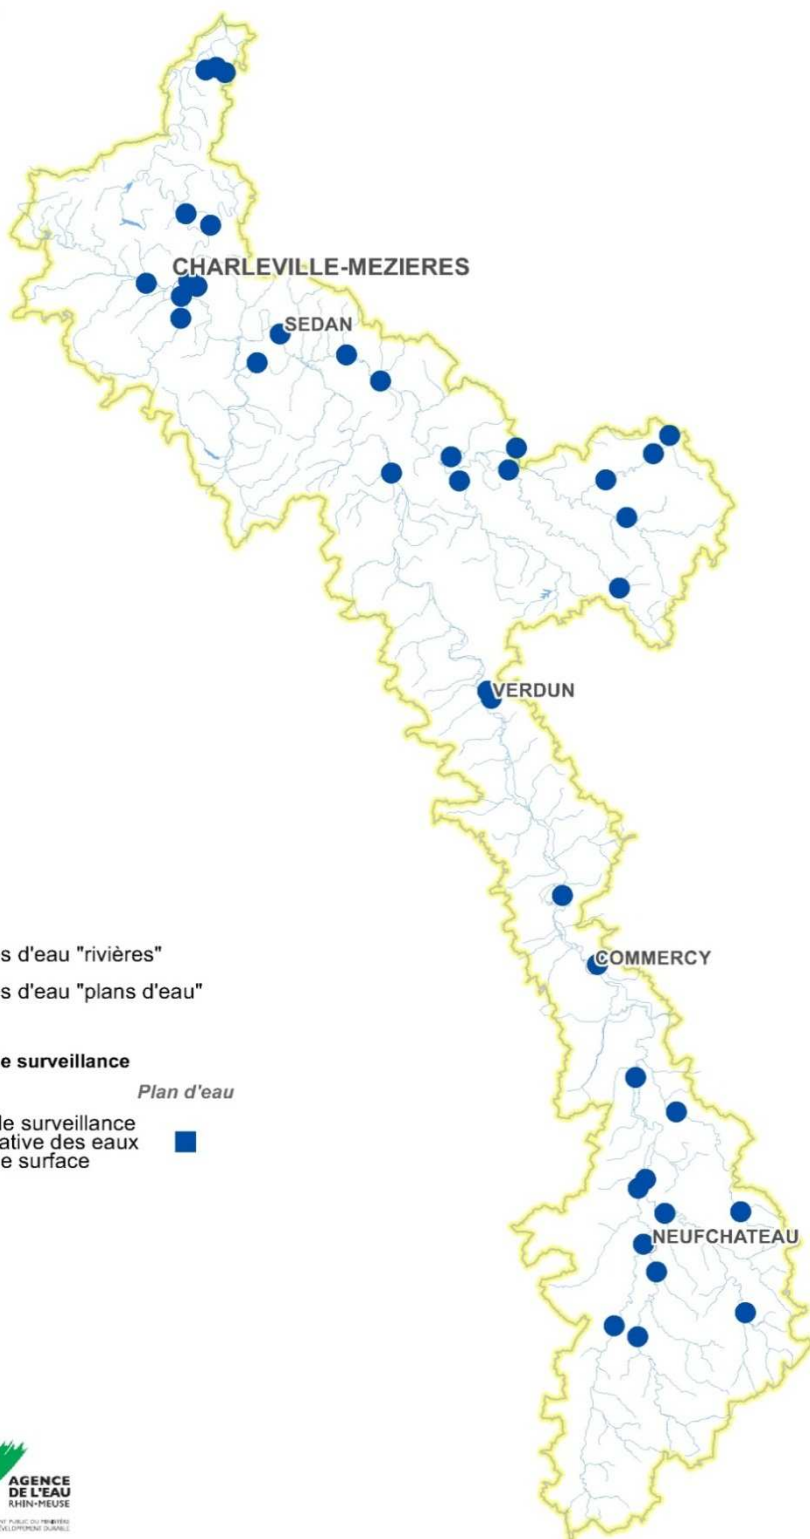 CHARLEVILLE-MEZIERES
SEDAN
VERDUN
COMMERCY
NEUFCHATEAU
s d'eau "rivières"
s d'eau "plans d'eau"
e surveillance
Plan d'eau
de surveillance
ative des eaux
e surface
AGENCE
DE L'EAU
RHIN-MEUSE